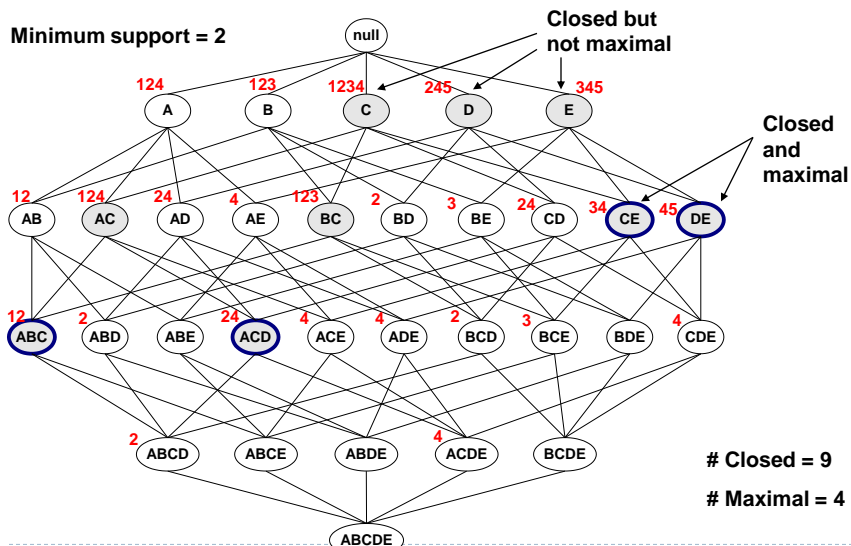 Minimum support = 2
null
Closed but
not maximal
124
123
1234
245
345
A
B
C
D
E
Closed
and
maximal
12
124
24
4
123
2
3
24
34
45
AB
AC
AD
AE
BC
BD
BE
CD
CE
DE
12
2
24
4
4
2
3
4
ABC
ABD
ABE
ACD
ACE
ADE
BCD
BCE
BDE
CDE
2
4
ABCD
ABCE
ABDE
ACDE
BCDE
# Closed = 9
# Maximal = 4
ABCDE